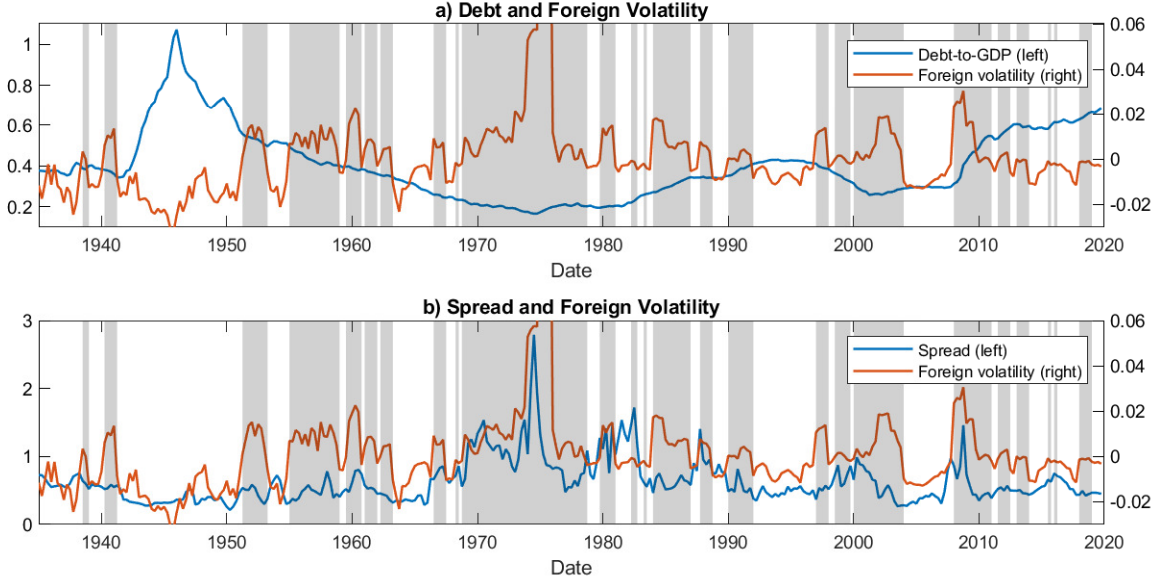 a) Debt and Foreign Volatility
1
0.8
0.6
0.4
0.2
0.06
0.04
0.02
0
-0.02
Debt-to-GDP (left)
Foreign volatility (right)
1940 1950 1960 1970 1980 1990 2000 2010 2020
Date
b) Spread and Foreign Volatility
3
2
1
0
0.06
0.04
0.02
0
-0.02
Spread (left)
Foreign volatility (right)
1940 1950 1960 1970 1980 1990 2000 2010 2020
Date